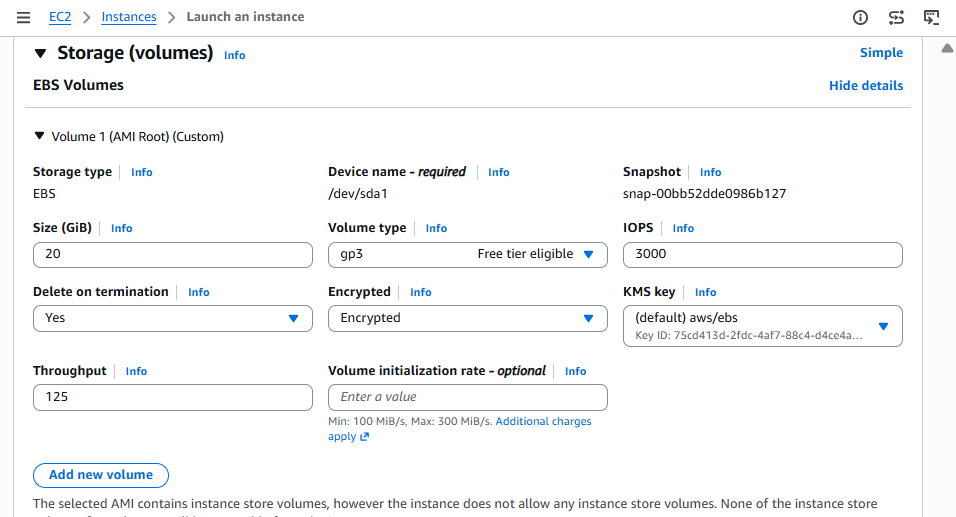 EC2 > Instances > Launch an instance
Storage (volumes) Info Simple
EBS Volumes Hide details
Volume 1 (AMI Root) (Custom)
Storage type Info Device name - required Info Snapshot Info
EBS /dev/sda1 snap-00bb52dde0986b127
Size (GiB) Info Volume type Info IOPS Info
20 gp3 Free tier eligible 3000
Delete on termination Info Encrypted Info KMS key Info
Yes Encrypted (default) aws/ebs
Key ID: 75cd413d-2fdc-4af7-88c4-d4ce4a...
Throughput Info Volume initialization rate - optional Info
125 Enter a value
Min: 100 MiB/s, Max: 300 MiB/s. Additional charges
apply
Add new volume
The selected AMI contains instance store volumes, however the instance does not allow any instance store volumes. None of the instance store